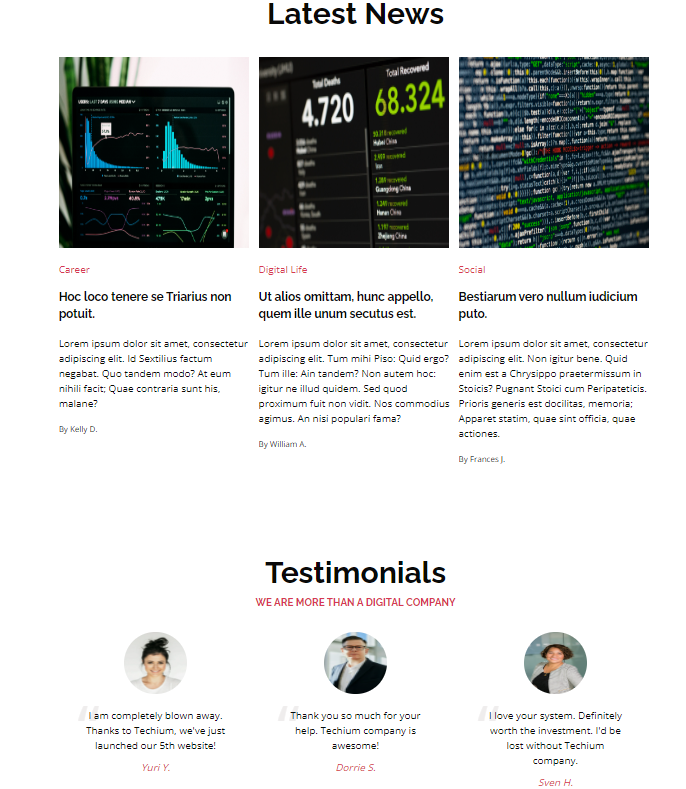 Latest News
Total Deaths
Total Recovered
4.720
68.324
Hubei China
Guangdong China
Henan China
Zhejiang China
Career
Digital Life
Social
Hoc loco tenere se Triarius non
potuit.
Ut alios omittam, hunc appello,
quem ille unum secutus est.
Bestiarum vero nullum iudicium
puto.
Lorem ipsum dolor sit amet, consectetur
adipiscing elit. Id Sextilius factum
negabat. Quo tandem modo? At eum
nihili facit; Quae contraria sunt his,
malane?
By Kelly D.
Lorem ipsum dolor sit amet, consectetur
adipiscing elit. Tum mihi Piso: Quid ergo?
Tum ille: Ain tandem? Non autem hoc:
igitur ne illud quidem. Sed quod
proximum fuit non vidit. Nos commodius
agimus. An nisi populari fama?
By William A.
Lorem ipsum dolor sit amet, consectetur
adipiscing elit. Non igitur bene. Quid
enim est a Chrysippo praetermissum in
Stoicis? Pugnant Stoici cum Peripateticis.
Prioris generis est docilitas, memoria;
Apparet statim, quae sint officia, quae
actiones.
By Frances J.
Testimonials
WE ARE MORE THAN A DIGITAL COMPANY
I am completely blown away.
Thanks to Techium, we've just
launched our 5th website!
Yuri Y.
Thank you so much for your
help. Techium company is
awesome!
Dorrie S.
I love your system. Definitely
worth the investment. I'd be
lost without Techium
company.
Sven H.